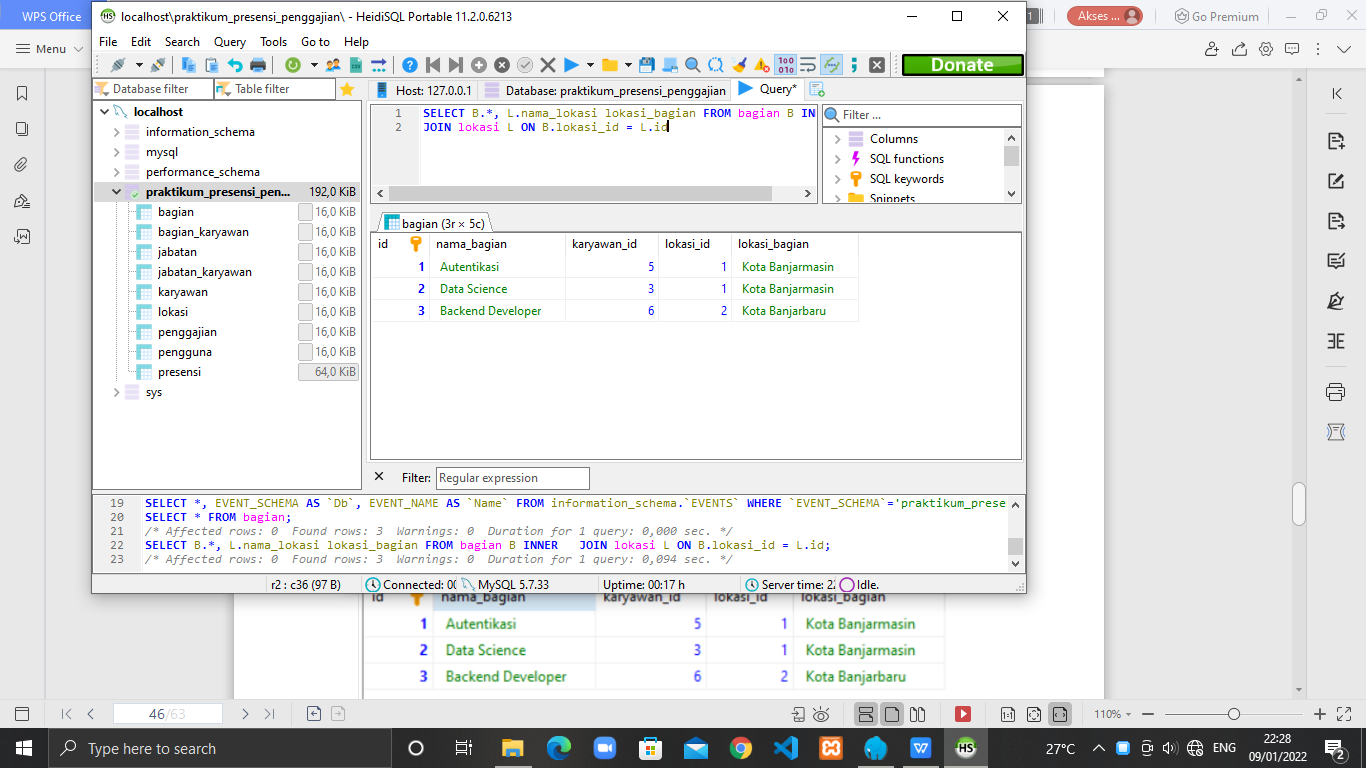 WPS Office
localhost\praktikum_presensi_penggajian\ - HeidiSQL Portable 11.2.0.6213
1
Akses ...
Go Premium
Menu
File Edit Search Query Tools Go to Help
Donate
Database filter
Table filter
Host: 127.0.0.1
Database: praktikum_presensi_penggajian
Query*
localhost
information_schema
mysql
performance_schema
praktikum_presensi_pen... 192,0 KiB
bagian 16,0 KiB
bagian_karyawan 16,0 KiB
jabatan 16,0 KiB
jabatan_karyawan 16,0 KiB
karyawan 16,0 KiB
lokasi 16,0 KiB
penggajian 16,0 KiB
pengguna 16,0 KiB
presensi 64,0 KiB
sys
1 SELECT B.*, L.nama_lokasi lokasi_bagian FROM bagian B IN
2 JOIN lokasi L ON B.lokasi_id = L.id
Filter ...
Columns
SQL functions
SQL keywords
Snippets
bagian (3r × 5c)
id nama_bagian karyawan_id lokasi_id lokasi_bagian
1 Autentikasi 5 1 Kota Banjarmasin
2 Data Science 3 1 Kota Banjarmasin
3 Backend Developer 6 2 Kota Banjarbaru
Filter: Regular expression
19 SELECT *, EVENT_SCHEMA AS `Db`, EVENT_NAME AS `Name` FROM information_schema.`EVENTS` WHERE `EVENT_SCHEMA`='praktikum_prese
20 SELECT * FROM bagian;
21 /* Affected rows: 0 Found rows: 3 Warnings: 0 Duration for 1 query: 0,000 sec. */
22 SELECT B.*, L.nama_lokasi lokasi_bagian FROM bagian B INNER JOIN lokasi L ON B.lokasi_id = L.id;
23 /* Affected rows: 0 Found rows: 3 Warnings: 0 Duration for 1 query: 0,094 sec. */
r2 : c36 (97 B) Connected: 00 MySQL 5.7.33 Uptime: 00:17 h Server time: 22 Idle.
id nama_bagian karyawan_id lokasi_id lokasi_bagian
1 Autentikasi 5 1 Kota Banjarmasin
2 Data Science 3 1 Kota Banjarmasin
3 Backend Developer 6 2 Kota Banjarbaru
46/63
110%
Type here to search
27°C
ENG
22:28
09/01/2022
2